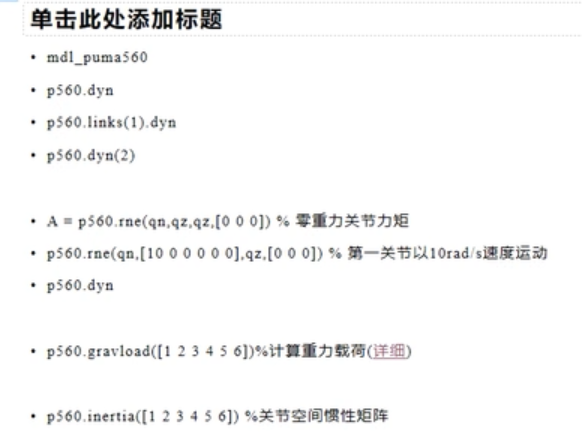 单击此处添加标题
• mdl_puma560
• p560.dyn
• p560.links(1).dyn
• p560.dyn(2)
• A = p560.rne(qn,qz,qz,[0 0 0]) % 零重力关节力矩
• p560.rne(qn,[10 0 0 0 0 0],qz,[0 0 0]) % 第一关节以10rad/s速度运动
• p560.dyn
• p560.gravload([1 2 3 4 5 6])%计算重力载荷(详细)
• p560.inertia([1 2 3 4 5 6]) %关节空间惯性矩阵